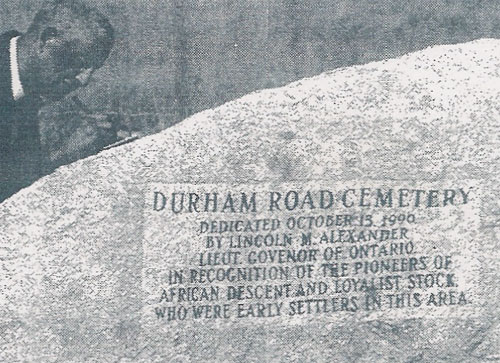 DURHAM ROAD CEMETERY
DEDICATED OCTOBER 13 1990
BY LINCOLN M. ALEXANDER
LIEUT. GOVENOR OF ONTARIO
IN RECOGNITION OF THE PIONEERS OF
AFRICAN DESCENT AND LOYALIST STOCK.
WHO WERE EARLY SETTLERS IN THIS AREA.